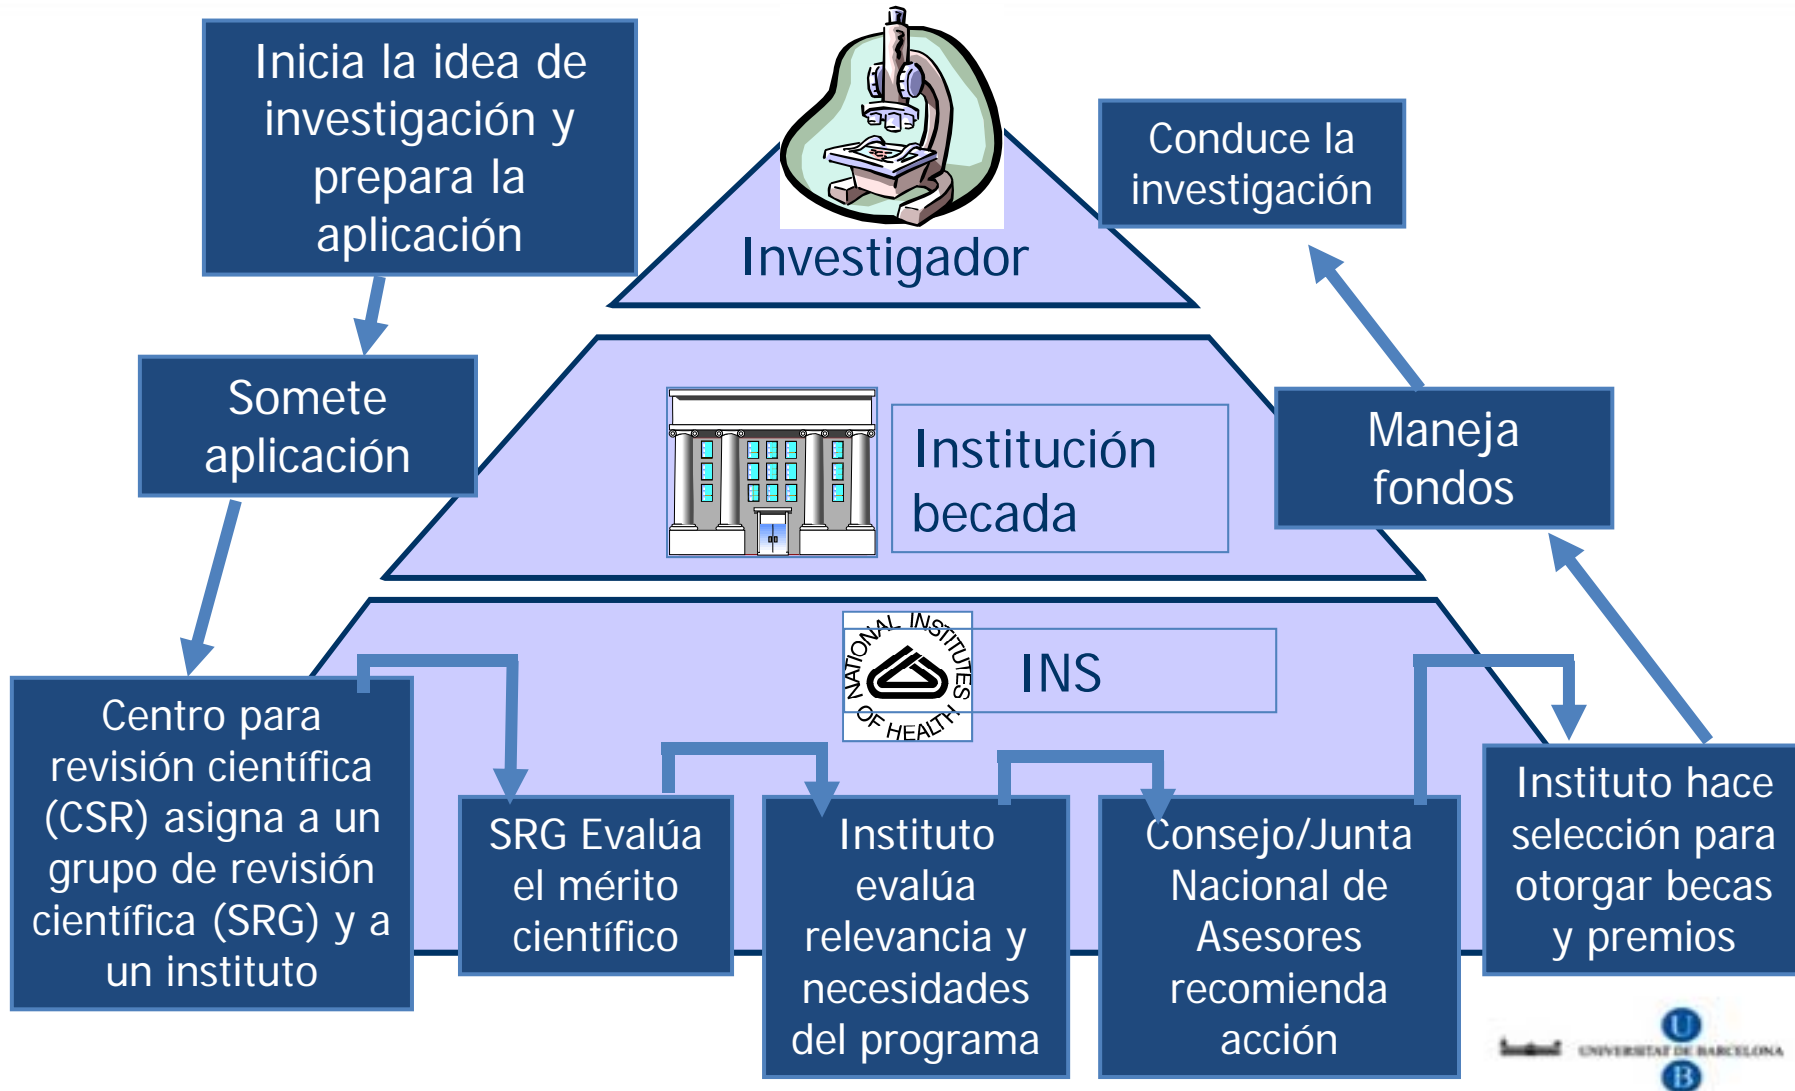 Inicia la idea de
investigación y
prepara la
aplicación
Investigador
Conduce la
investigación
Somete
aplicación
Institución
becada
Maneja
fondos
NATIONAL INSTITUTES
OF HEALTH
INS
Centro para
revisión científica
(CSR) asigna a un
grupo de revisión
científica (SRG) y a
un instituto
SRG Evalúa
el mérito
científico
Instituto
evalúa
relevancia y
necesidades
del programa
Consejo/Junta
Nacional de
Asesores
recomienda
acción
Instituto hace
selección para
otorgar becas
y premios
U
UNIVERSITAT DE BARCELONA
B